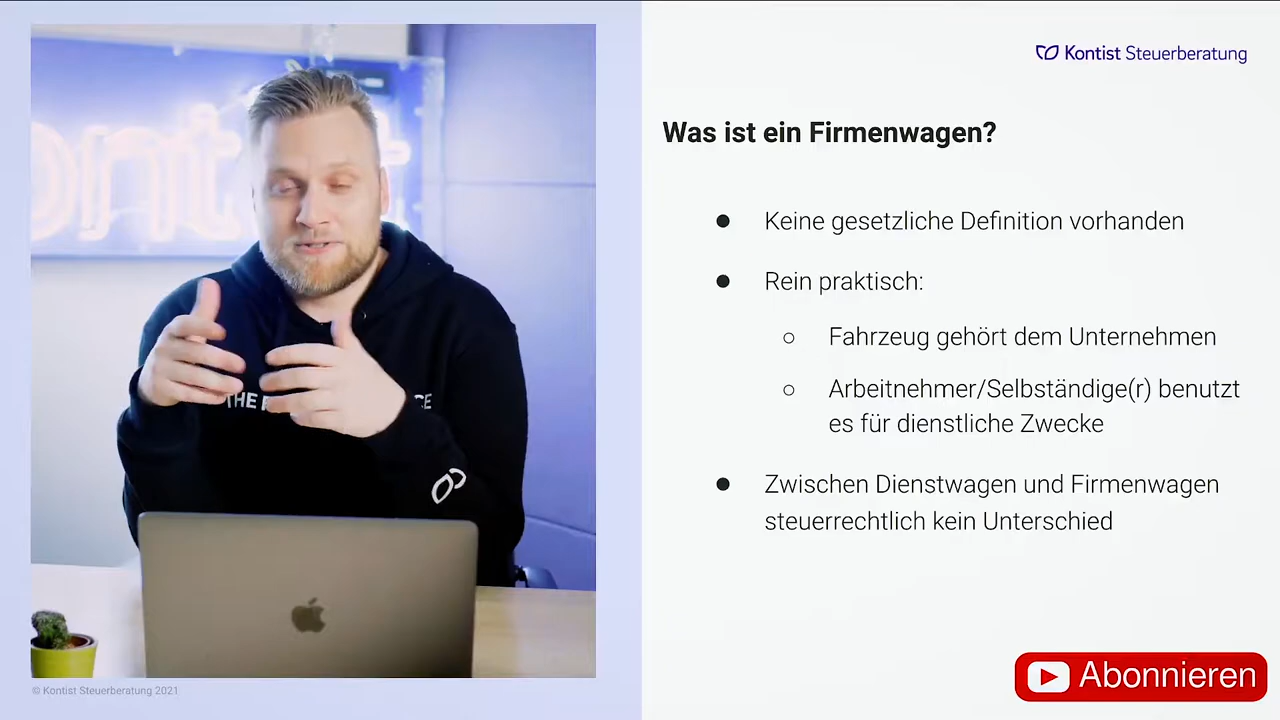 Kontist Steuerberatung
Was ist ein Firmenwagen?
● Keine gesetzliche Definition vorhanden
● Rein praktisch:
○ Fahrzeug gehört dem Unternehmen
○ Arbeitnehmer/Selbständige(r) benutzt
es für dienstliche Zwecke
● Zwischen Dienstwagen und Firmenwagen
steuerrechtlich kein Unterschied
THE
© Kontist Steuerberatung 2021
Abonnieren